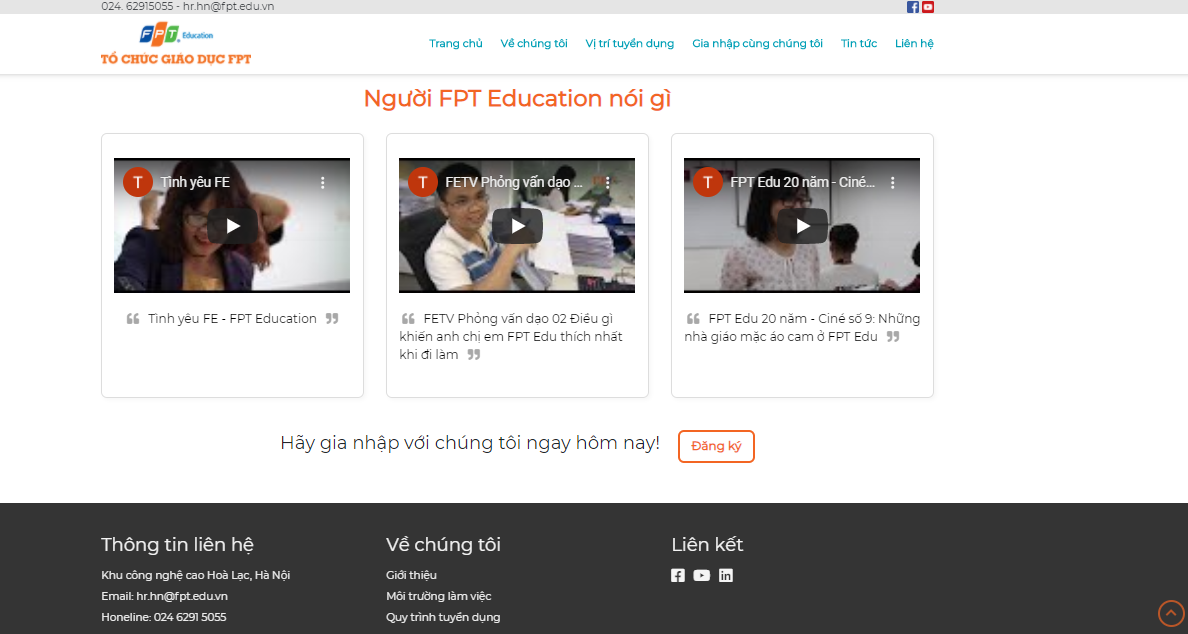 024. 62915055 - hr.hn@fpt.edu.vn
FPT Education
TỔ CHỨC GIÁO DỤC FPT
Trang chủ Về chúng tôi Vị trí tuyển dụng Gia nhập cùng chúng tôi Tin tức Liên hệ
Người FPT Education nói gì
T Tình yêu FE
T FETV Phỏng vấn dạo ...
T FPT Edu 20 năm - Ciné...
Tình yêu FE - FPT Education
FETV Phỏng vấn dạo 02 Điều gì
khiến anh chị em FPT Edu thích nhất
khi đi làm
FPT Edu 20 năm - Ciné số 9: Những
nhà giáo mặc áo cam ở FPT Edu
Hãy gia nhập với chúng tôi ngay hôm nay! Đăng ký
Thông tin liên hệ
Khu công nghệ cao Hoà Lạc, Hà Nội
Email: hr.hn@fpt.edu.vn
Honeline: 024 6291 5055
Về chúng tôi
Giới thiệu
Môi trường làm việc
Quy trình tuyển dụng
Liên kết